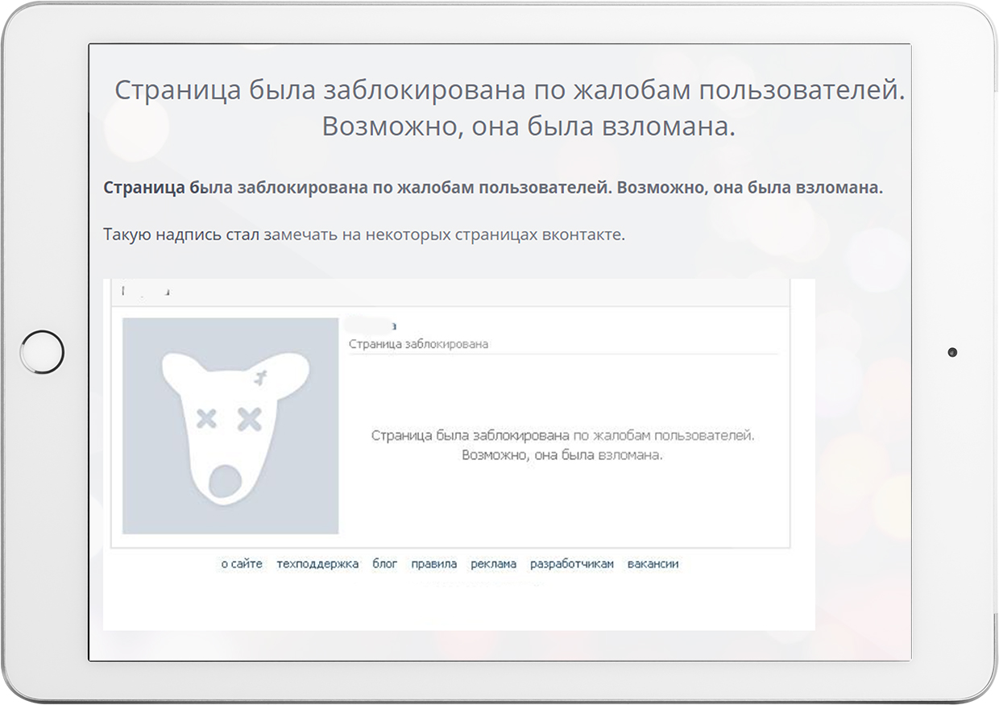 Страница была заблокирована по жалобам пользователей.
Возможно, она была взломана.
Страница была заблокирована по жалобам пользователей. Возможно, она была взломана.
Такую надпись стал замечать на некоторых страницах вконтакте.
Страница заблокирована
Страница была заблокирована по жалобам пользователей.
Возможно, она была взломана.
о сайте техподдержка блог правила реклама разработчикам вакансии